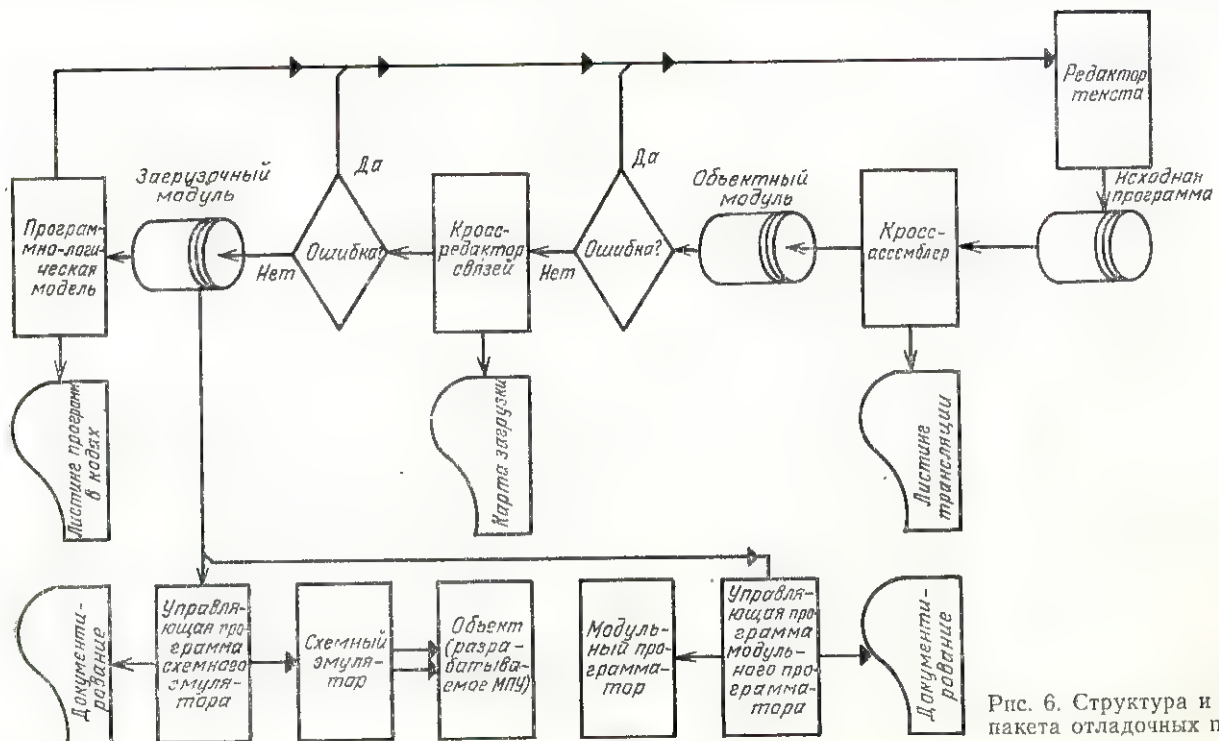 Редактор
текста
Исходная
программа
Кросс-
ассемблер
Листинг
трансляции
Объектный
модуль
Да
Ошибка?
Нет
Кросс-
редактор
связей
Карта загрузки
Да
Ошибка?
Нет
Загрузочный
модуль
Програм-
мно-логи-
ческая
модель
Листинг программ
в кодах
Документи-
рование
Управля-
ющая про-
грамма
схемного
эмуля-
тора
Схемный
эмуля-
тор
Объект
(разра-
батыва-
емое МПУ)
Модуль-
ный про-
грамма-
тор
Управля-
ющая про-
грамма
модуль-
ного про-
грамма-
тора
Документи-
рование
Рис. 6. Структура и
пакета отладочных п